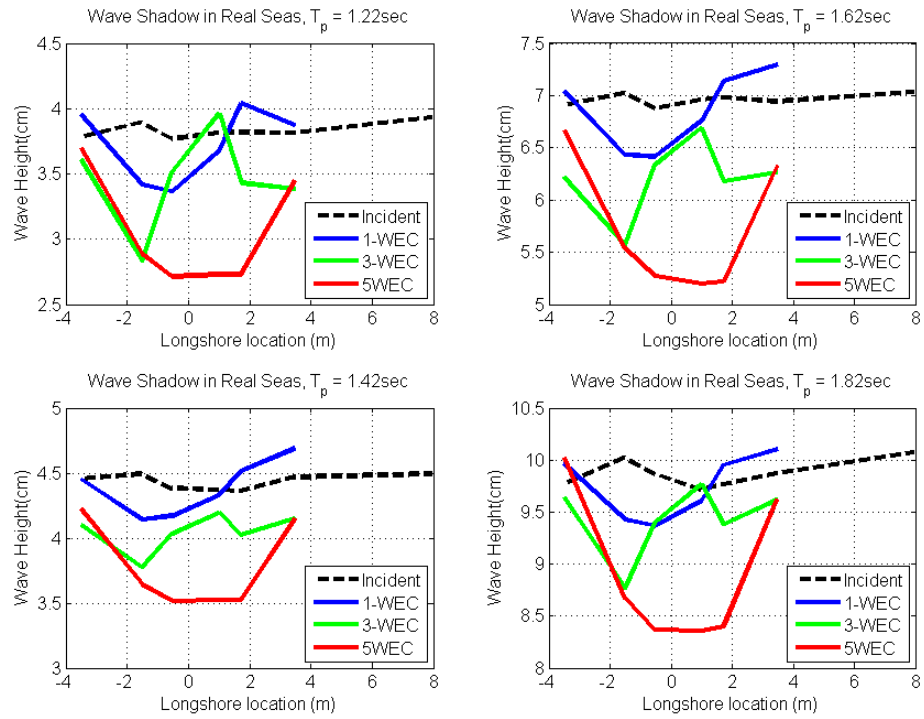 Wave Shadow in Real Seas, T_p = 1.22sec
4.5
4
3.5
3
2.5
Wave Height(cm)
Incident
1-WEC
3-WEC
5WEC
-4 -2 0 2 4 6 8
Longshore location (m)
Wave Shadow in Real Seas, T_p = 1.62sec
7.5
7
6.5
6
5.5
5
Wave Height(cm)
Incident
1-WEC
3-WEC
5WEC
-4 -2 0 2 4 6 8
Longshore location (m)
Wave Shadow in Real Seas, T_p = 1.42sec
5
4.5
4
3.5
3
Wave Height(cm)
Incident
1-WEC
3-WEC
5WEC
-4 -2 0 2 4 6 8
Longshore location (m)
Wave Shadow in Real Seas, T_p = 1.82sec
10.5
10
9.5
9
8.5
8
Wave Height(cm)
Incident
1-WEC
3-WEC
5WEC
-4 -2 0 2 4 6 8
Longshore location (m)